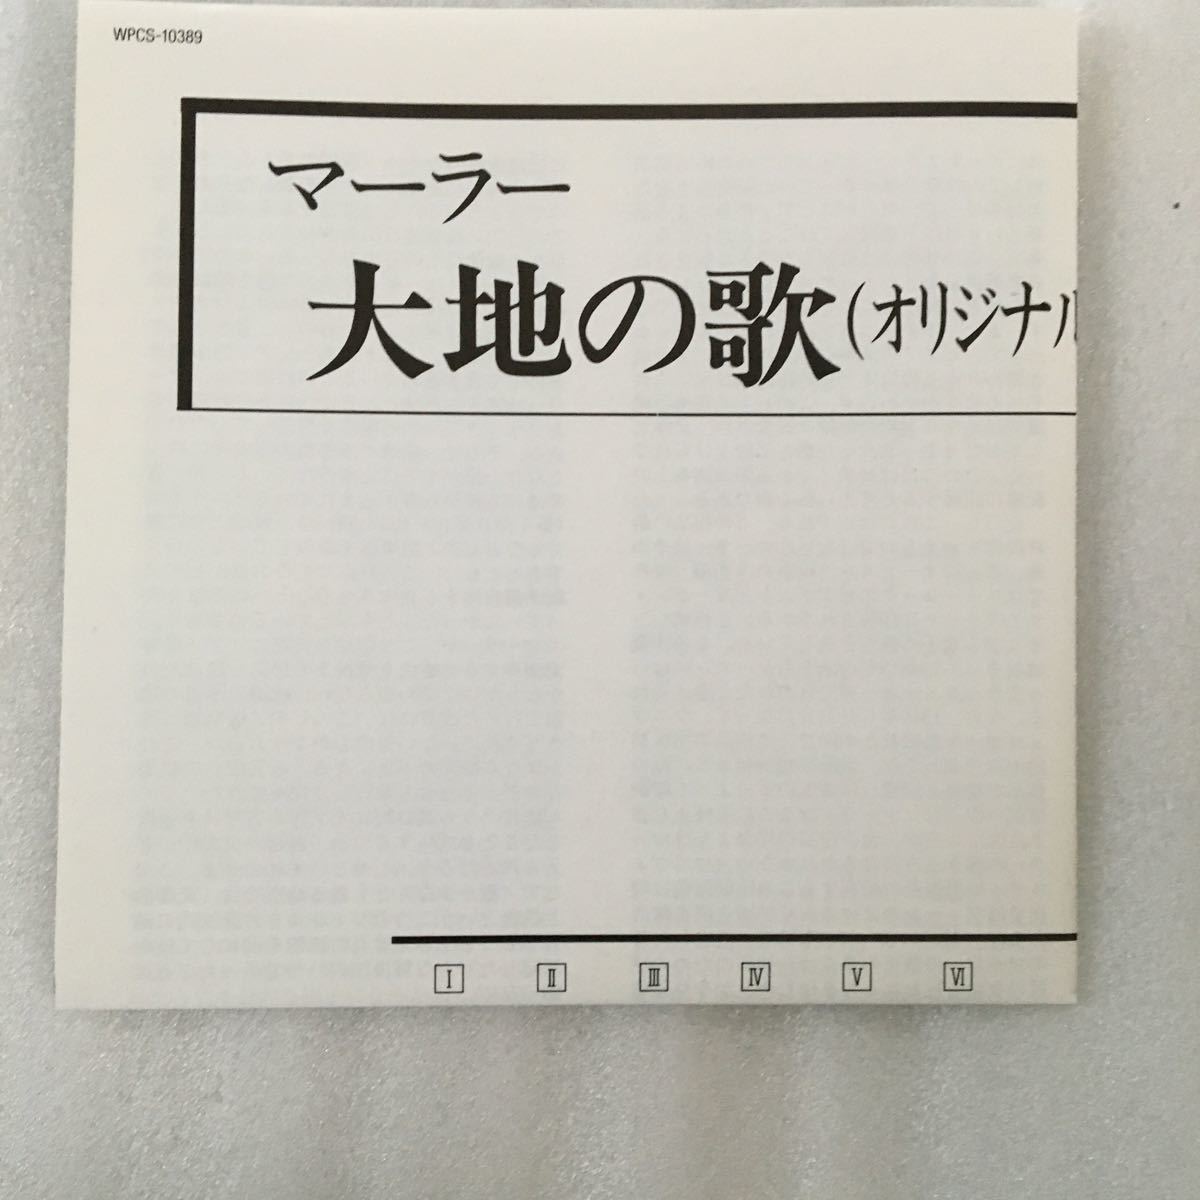 WPCS-10389
マーラー
大地の歌(オリジナル
Ⅰ Ⅱ Ⅲ Ⅳ Ⅴ Ⅵ